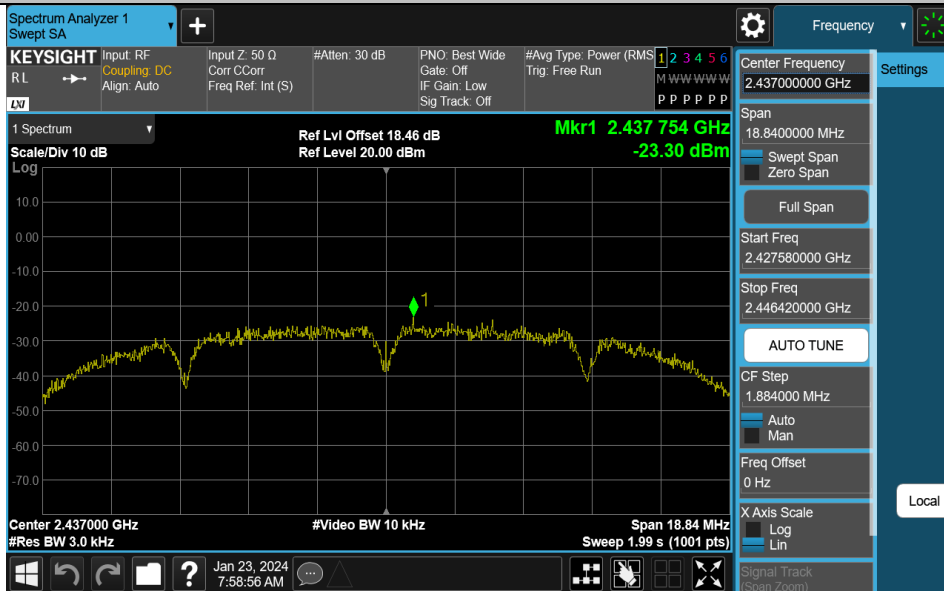 Spectrum Analyzer 1
Swept SA
+
Frequency
KEYSIGHT
R L
LXI
Input: RF
Coupling: DC
Align: Auto
Input Z: 50 Ω
Corr CCorr
Freq Ref: Int (S)
#Atten: 30 dB
PNO: Best Wide
Gate: Off
IF Gain: Low
Sig Track: Off
#Avg Type: Power (RMS
Trig: Free Run
1 2 3 4 5 6
M W W W W W
P P P P P P
1 Spectrum
Scale/Div 10 dB
Log
Ref Lvl Offset 18.46 dB
Ref Level 20.00 dBm
Mkr1 2.437 754 GHz
-23.30 dBm
10.0
0.00
-10.0
-20.0
-30.0
-40.0
-50.0
-60.0
-70.0
1
Center 2.437000 GHz
#Res BW 3.0 kHz
#Video BW 10 kHz
Span 18.84 MHz
Sweep 1.99 s (1001 pts)
Jan 23, 2024
7:58:56 AM
?
Center Frequency
2.437000000 GHz
Span
18.8400000 MHz
Swept Span
Zero Span
Full Span
Start Freq
2.427580000 GHz
Stop Freq
2.446420000 GHz
AUTO TUNE
CF Step
1.884000 MHz
Auto
Man
Freq Offset
0 Hz
X Axis Scale
Log
Lin
Signal Track
(Span Zoom)
Settings
Local